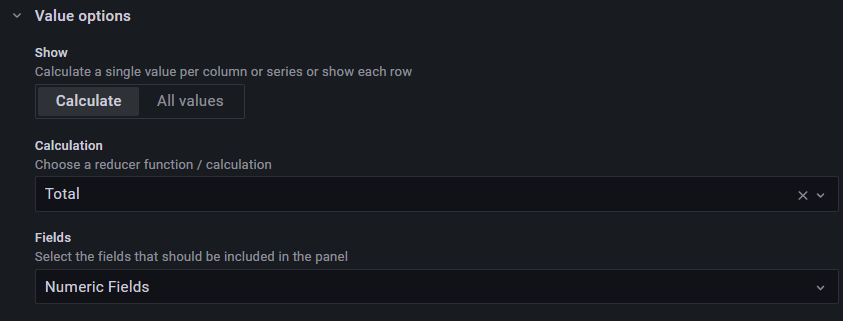 Value options
Show
Calculate a single value per column or series or show each row
Calculate All values
Calculation
Choose a reducer function / calculation
Total
Fields
Select the fields that should be included in the panel
Numeric Fields